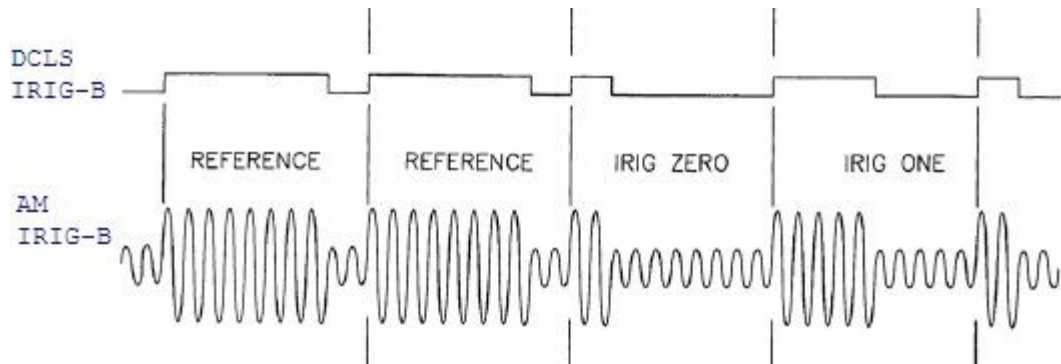 DCLS
IRIG-B
REFERENCE REFERENCE IRIG ZERO IRIG ONE
AM
IRIG-B